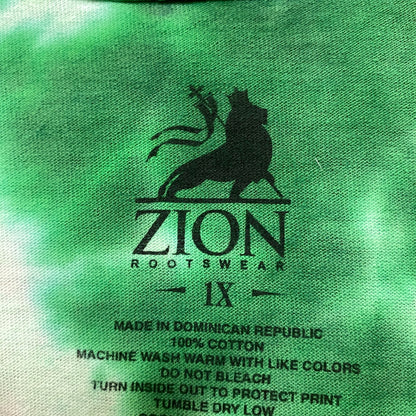 ZION
ROOTSWEAR
1X
MADE IN DOMINICAN REPUBLIC
100% COTTON
MACHINE WASH WARM WITH LIKE COLORS
DO NOT BLEACH
TURN INSIDE OUT TO PROTECT PRINT
TUMBLE DRY LOW